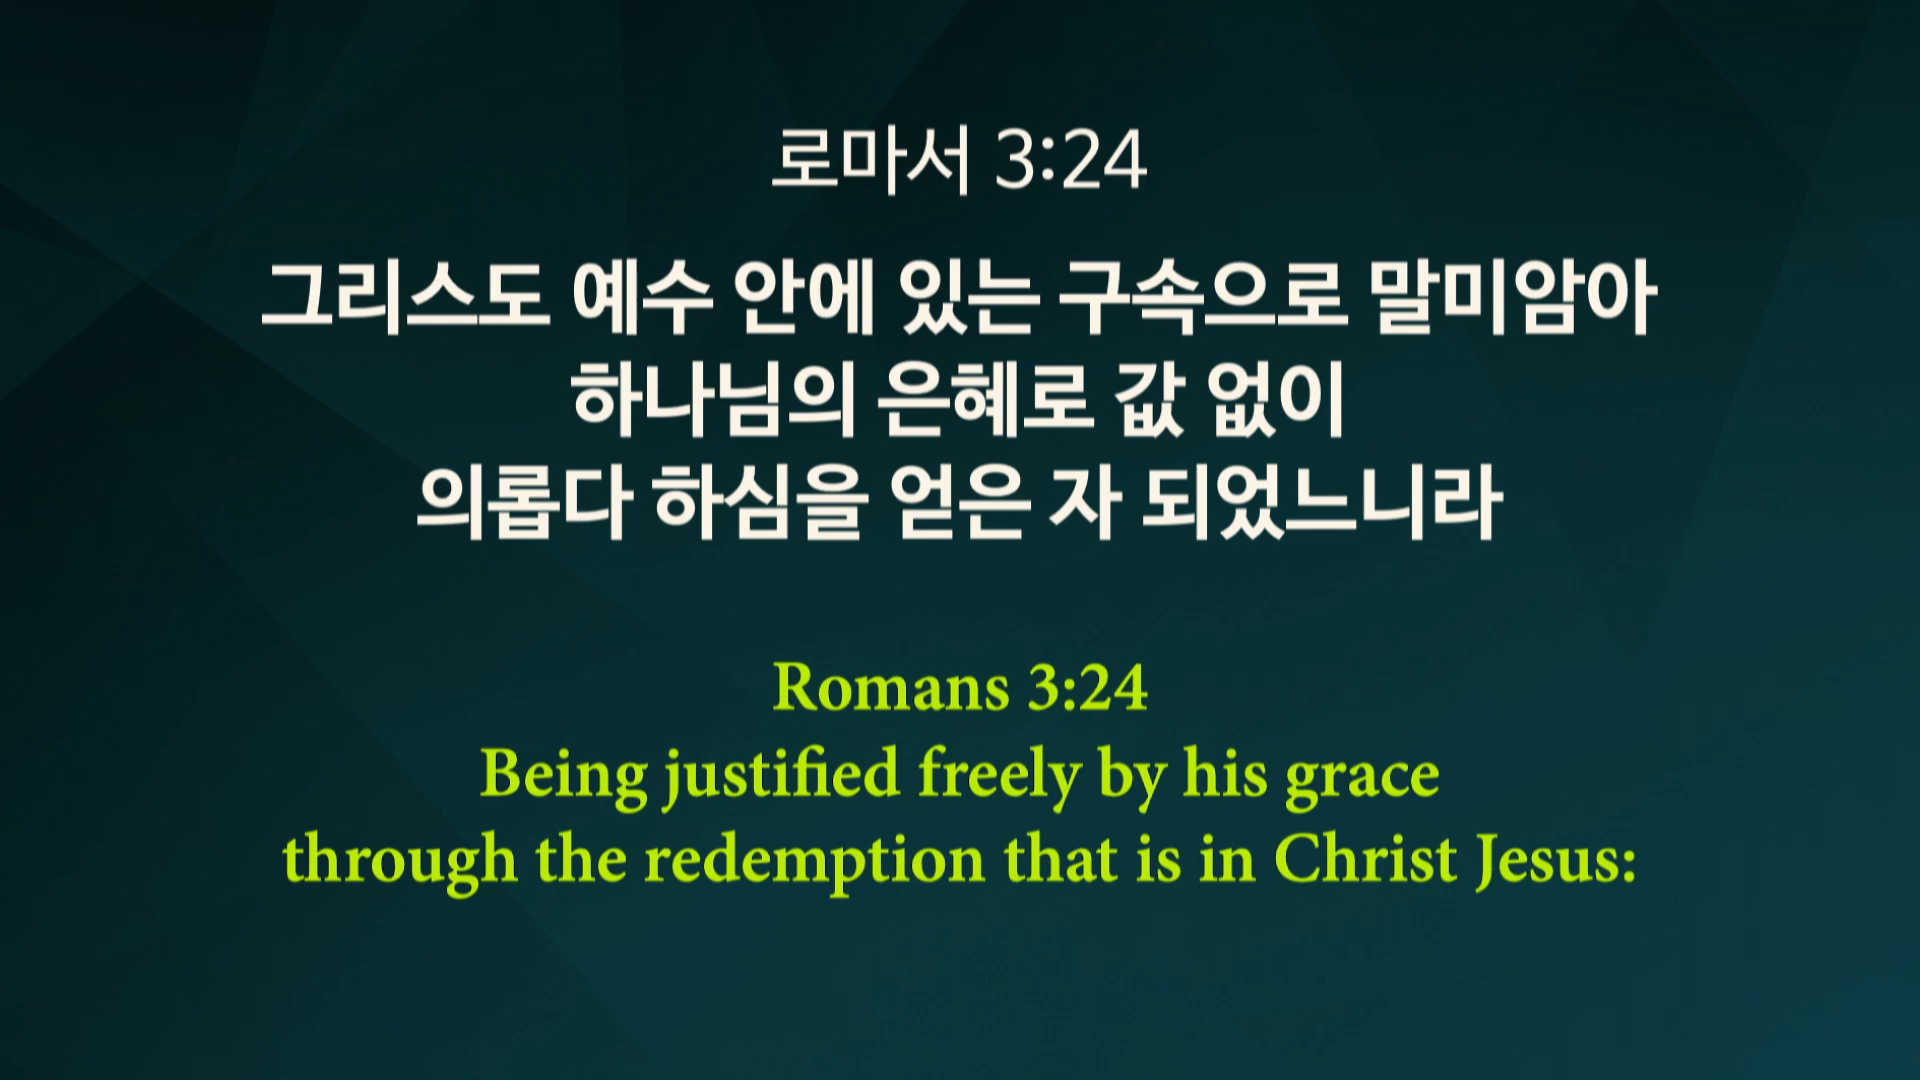 로마서 3:24
그리스도 예수 안에 있는 구속으로 말미암아
하나님의 은혜로 값 없이
의롭다 하심을 얻은 자 되었느니라
Romans 3:24
Being justified freely by his grace
through the redemption that is in Christ Jesus: